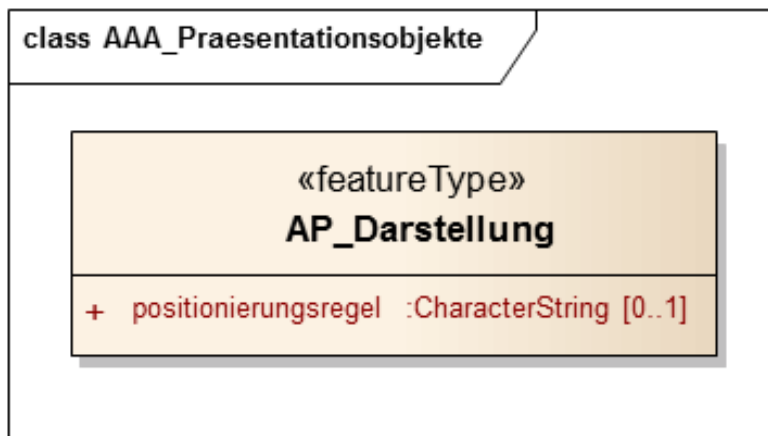 class AAA_Praesentationsobjekte
«featureType»
AP_Darstellung
+ positionierungsregel :CharacterString [0..1]